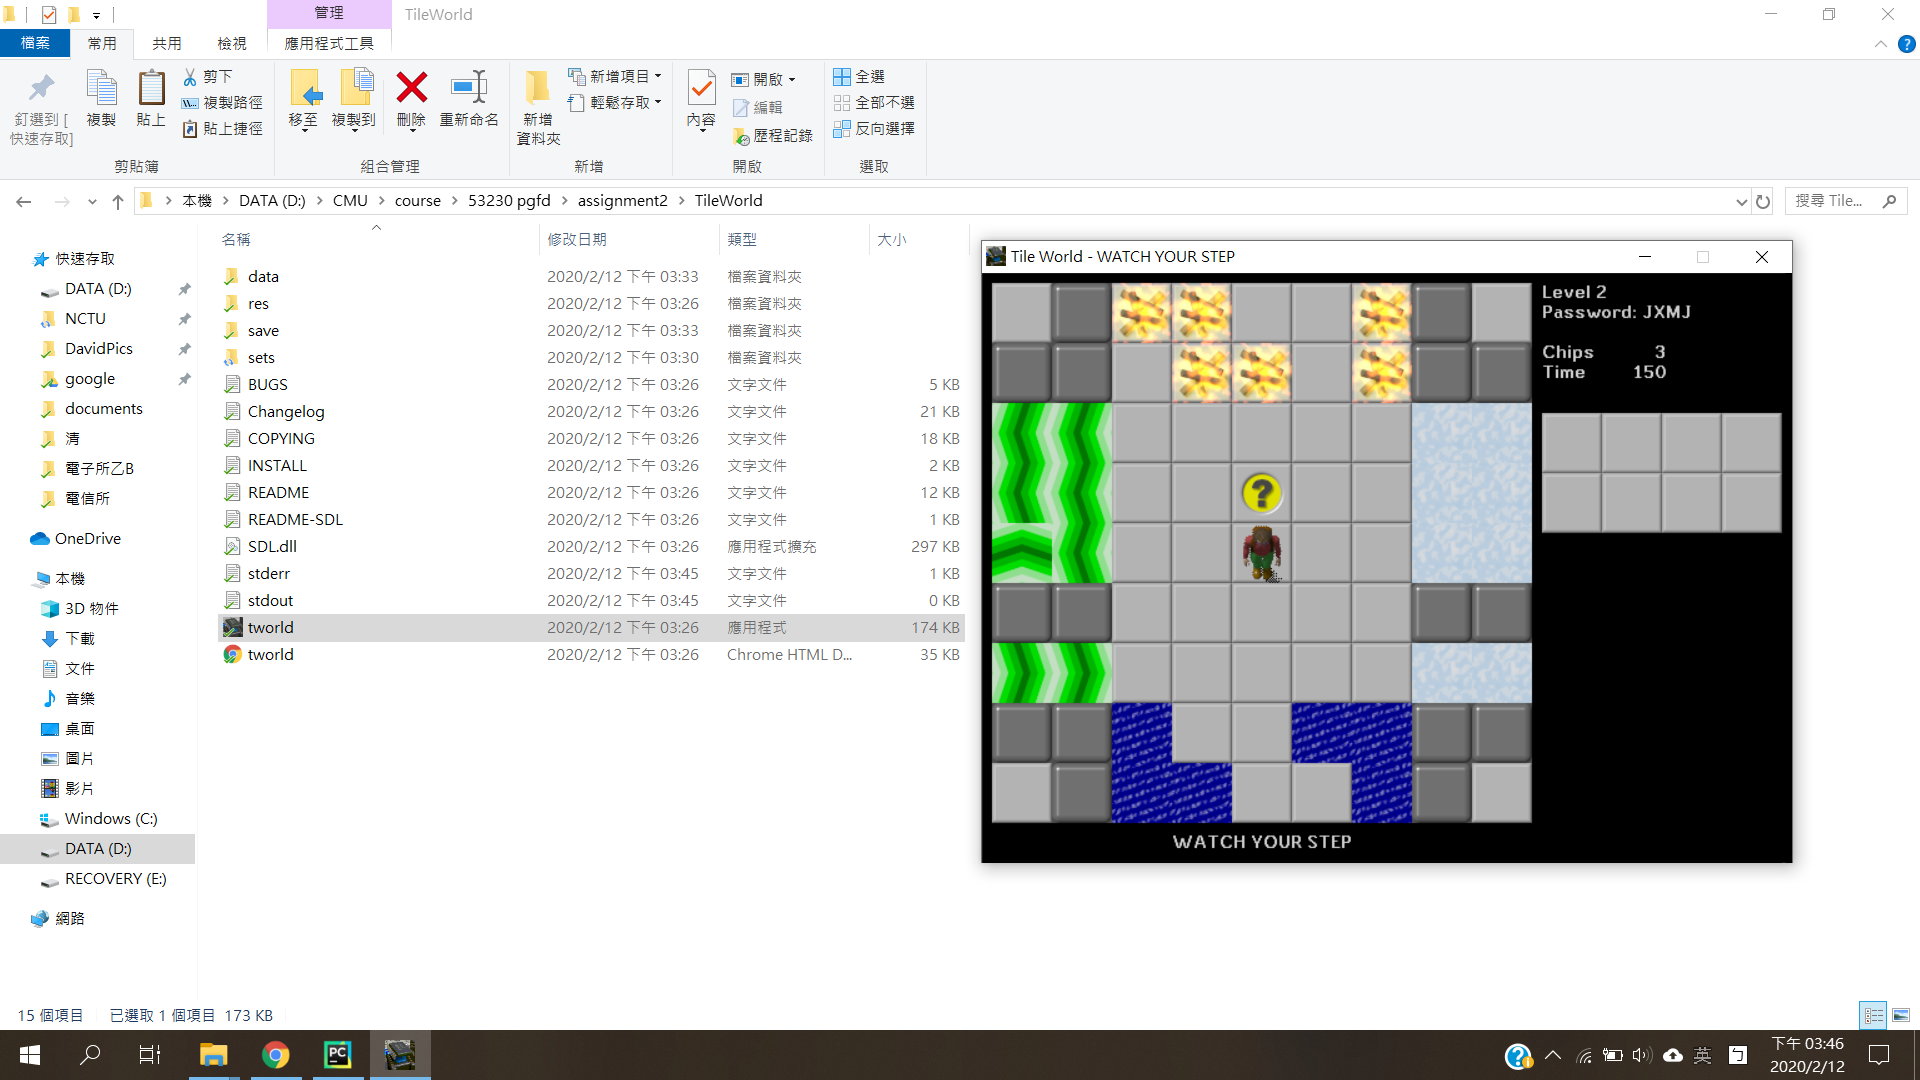 管理
TileWorld
檔案
常用
共用
檢視
應用程式工具
釘選到 [
快速存取]
複製
貼上
剪下
複製路徑
貼上捷徑
剪貼簿
移至
複製到
刪除
重新命名
組合管理
新增
資料夾
新增項目
輕鬆存取
新增
內容
開啟
編輯
歷程記錄
開啟
全選
全部不選
反向選擇
選取
本機 > DATA (D:) > CMU > course > 53230 pgfd > assignment2 > TileWorld
搜尋 Tile...
名稱 修改日期 類型 大小
快速存取
DATA (D:)
NCTU
DavidPics
google
documents
清
電子所乙B
電信所
OneDrive
本機
3D 物件
下載
文件
音樂
桌面
圖片
影片
Windows (C:)
DATA (D:)
RECOVERY (E:)
網路
data 2020/2/12 下午 03:33 檔案資料夾
res 2020/2/12 下午 03:26 檔案資料夾
save 2020/2/12 下午 03:33 檔案資料夾
sets 2020/2/12 下午 03:30 檔案資料夾
BUGS 2020/2/12 下午 03:26 文字文件 5 KB
Changelog 2020/2/12 下午 03:26 文字文件 21 KB
COPYING 2020/2/12 下午 03:26 文字文件 18 KB
INSTALL 2020/2/12 下午 03:26 文字文件 2 KB
README 2020/2/12 下午 03:26 文字文件 12 KB
README-SDL 2020/2/12 下午 03:26 文字文件 1 KB
SDL.dll 2020/2/12 下午 03:26 應用程式擴充 297 KB
stderr 2020/2/12 下午 03:45 文字文件 1 KB
stdout 2020/2/12 下午 03:45 文字文件 0 KB
tworld 2020/2/12 下午 03:26 應用程式 174 KB
tworld 2020/2/12 下午 03:26 Chrome HTML D... 35 KB
Tile World - WATCH YOUR STEP
Level 2
Password: JXMJ
Chips 3
Time 150
?
WATCH YOUR STEP
15 個項目 已選取 1 個項目 173 KB
PC
英
下午 03:46
2020/2/12